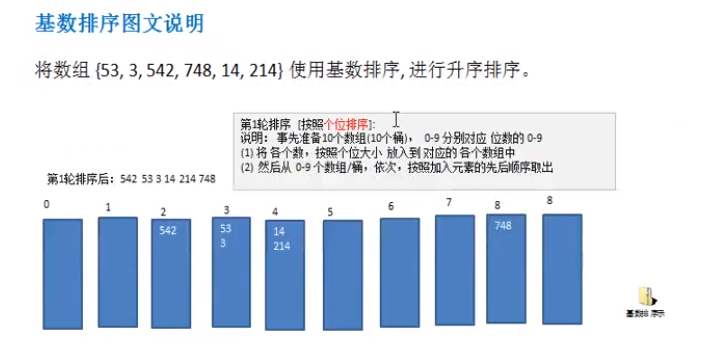 基数排序图文说明
将数组 {53, 3, 542, 748, 14, 214} 使用基数排序, 进行升序排序。
第1轮排序 [按照个位排序]:
说明: 事先准备10个数组(10个桶), 0-9 分别对应 位数的 0-9
(1) 将 各个数, 按照个位大小 放入到 对应的 各个数组中
(2) 然后从 0-9 个数组/桶, 依次, 按照加入元素的先后顺序取出
第1轮排序后: 542 53 3 14 214 748
0 1 2 3 4 5 6 7 8 8
542 53 14 748
3 214